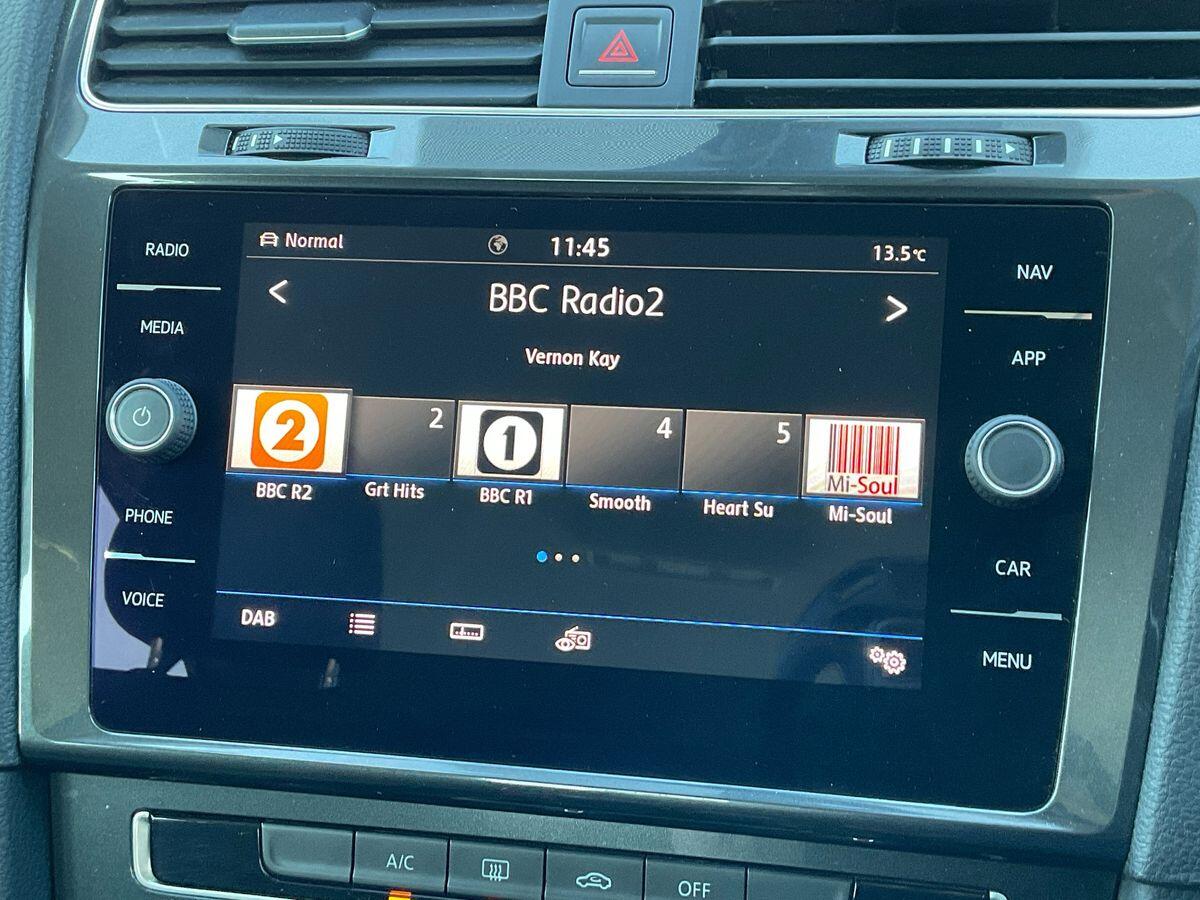 RADIO
MEDIA
PHONE
VOICE
Normal
11:45
13.5°C
< BBC Radio2 >
Vernon Kay
2
2
1
4
5
Mi-Soul
BBC R2
Grt Hits
BBC R1
Smooth
Heart Su
Mi-Soul
DAB
NAV
APP
CAR
MENU
A/C
OFF